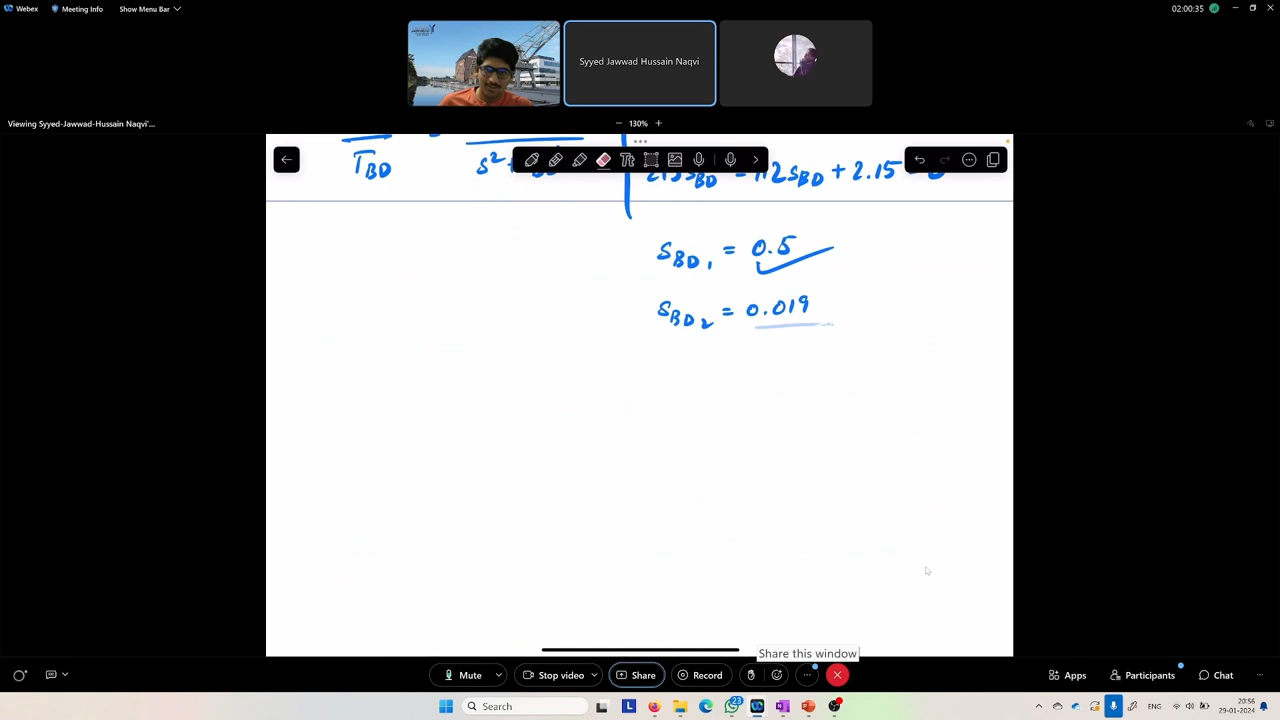 Webex
Meeting Info
Show Menu Bar
02:00:35
Syyed Jawwad Hussain Naqvi
Viewing Syyed-Jawwad-Hussain Naqvi'...
130%
T_BD
s²+
= 1.2 s_BD + 2.15
s_BD₁ = 0.5
s_BD₂ = 0.019
Share this window
Mute
Stop video
Share
Record
Apps
Participants
Chat
Search
23
ENG
20:56
29-01-2024